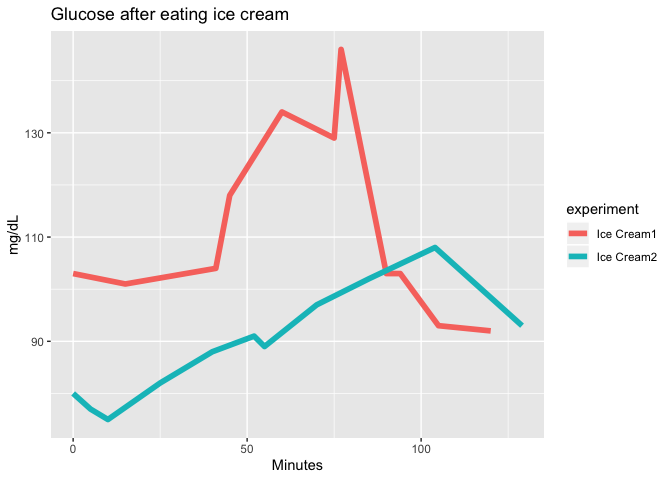 Glucose after eating ice cream
130
110
90
mg/dL
0
50
100
Minutes
experiment
Ice Cream1
Ice Cream2